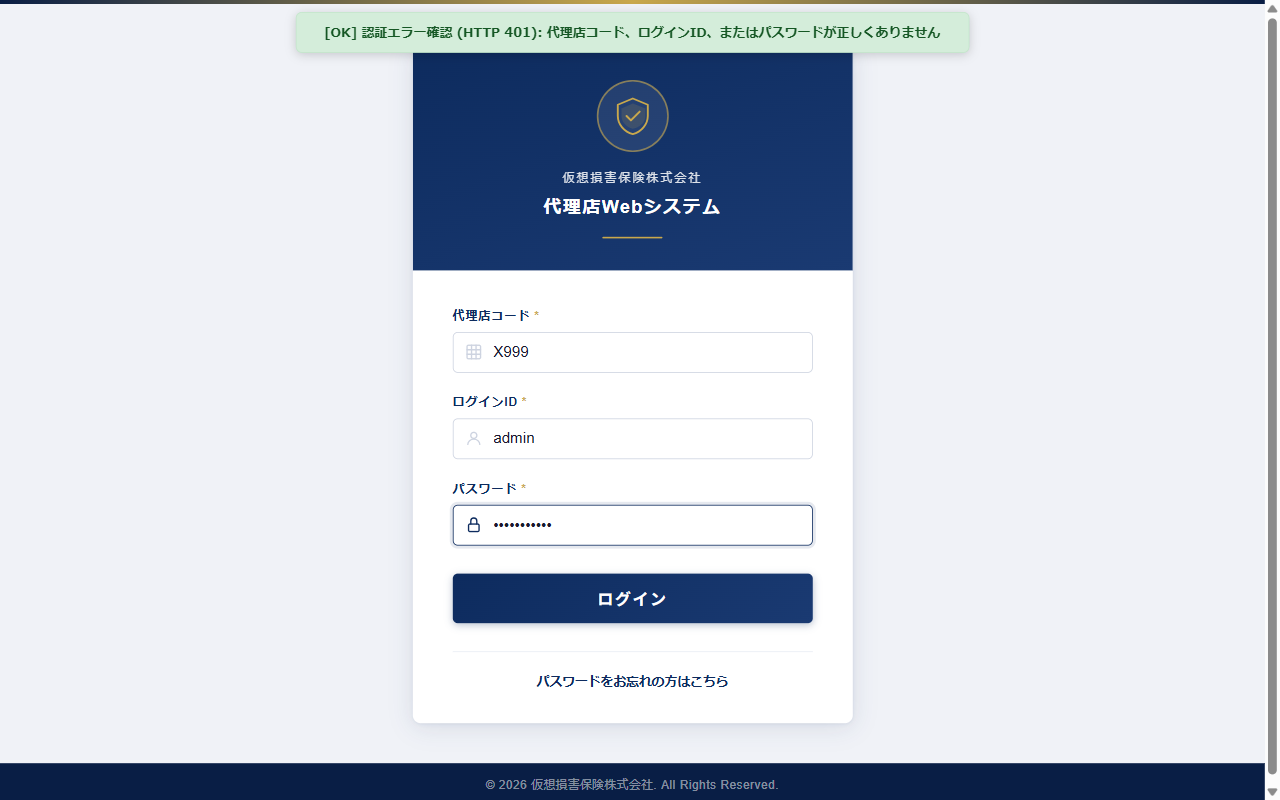 [OK] 認証エラー確認 (HTTP 401): 代理店コード、ログインID、またはパスワードが正しくありません
仮想損害保険株式会社
代理店Webシステム
代理店コード *
X999
ログインID *
admin
パスワード *
•••••••••••
ログイン
パスワードをお忘れの方はこちら
© 2026 仮想損害保険株式会社. All Rights Reserved.